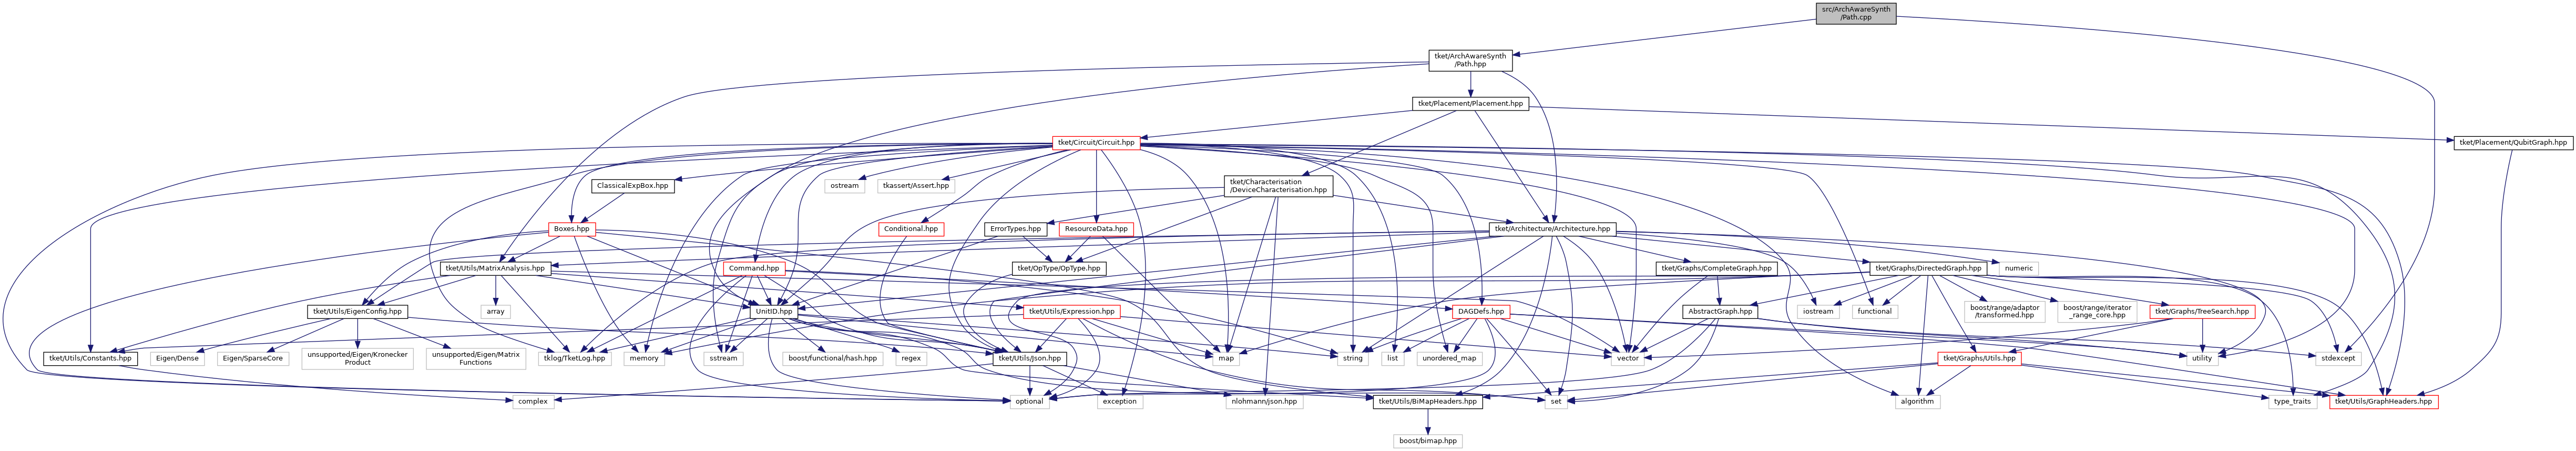 src/ArchAwareSynth
/Path.cpp
tket/ArchAwareSynth
/Path.hpp
tket/Placement/Placement.hpp
tket/Circuit/Circuit.hpp
tket/Placement/QubitGraph.hpp
ClassicalExpBox.hpp
ostream
tkassert/Assert.hpp
tket/Characterisation
/DeviceCharacterisation.hpp
Boxes.hpp
Conditional.hpp
ResourceData.hpp
ErrorTypes.hpp
tket/Architecture/Architecture.hpp
tket/Utils/MatrixAnalysis.hpp
Command.hpp
tket/OpType/OpType.hpp
tket/Graphs/CompleteGraph.hpp
tket/Graphs/DirectedGraph.hpp
numeric
tket/Utils/EigenConfig.hpp
array
UnitID.hpp
tket/Utils/Expression.hpp
DAGDefs.hpp
AbstractGraph.hpp
iostream
functional
boost/range/adaptor
/transformed.hpp
boost/range/iterator
_range_core.hpp
tket/Graphs/TreeSearch.hpp
tket/Utils/Constants.hpp
Eigen/Dense
Eigen/SparseCore
unsupported/Eigen/Kronecker
Product
unsupported/Eigen/Matrix
Functions
tklog/TketLog.hpp
memory
sstream
boost/functional/hash.hpp
regex
tket/Utils/Json.hpp
map
string
list
unordered_map
vector
tket/Graphs/Utils.hpp
utility
stdexcept
complex
optional
exception
nlohmann/json.hpp
tket/Utils/BiMapHeaders.hpp
set
algorithm
type_traits
tket/Utils/GraphHeaders.hpp
boost/bimap.hpp